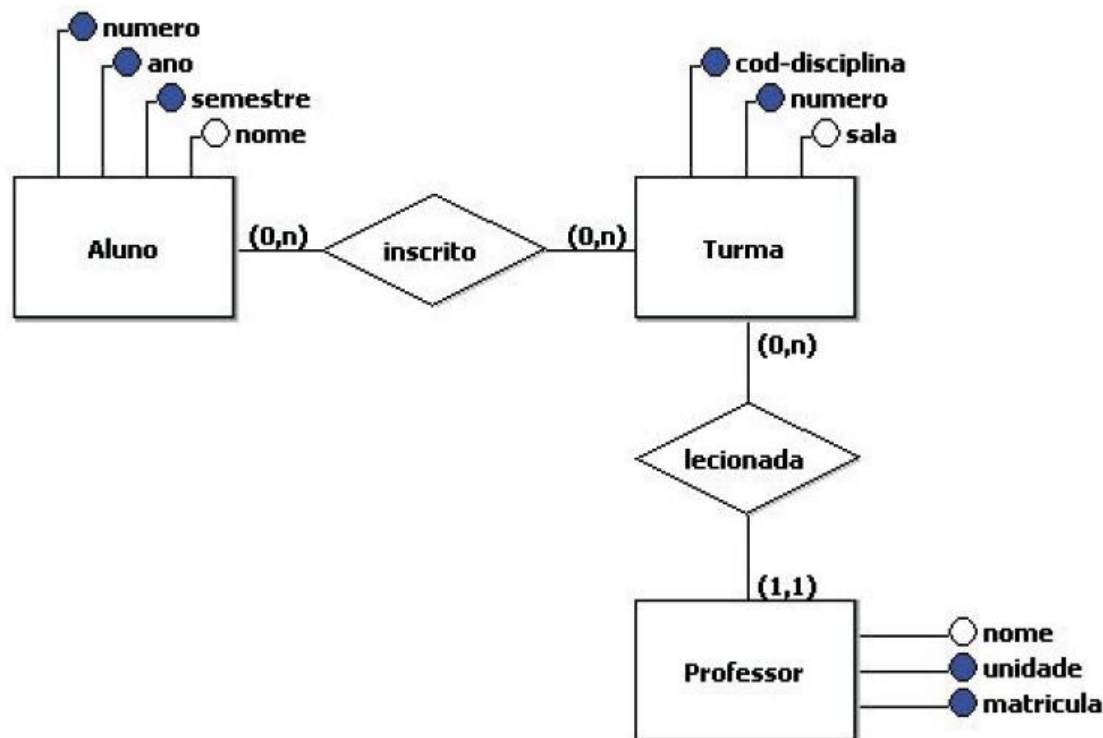 numero
ano
semestre
nome
cod-disciplina
numero
sala
Aluno
(0,n)
inscrito
(0,n)
Turma
(0,n)
lecionada
(1,1)
Professor
nome
unidade
matricula